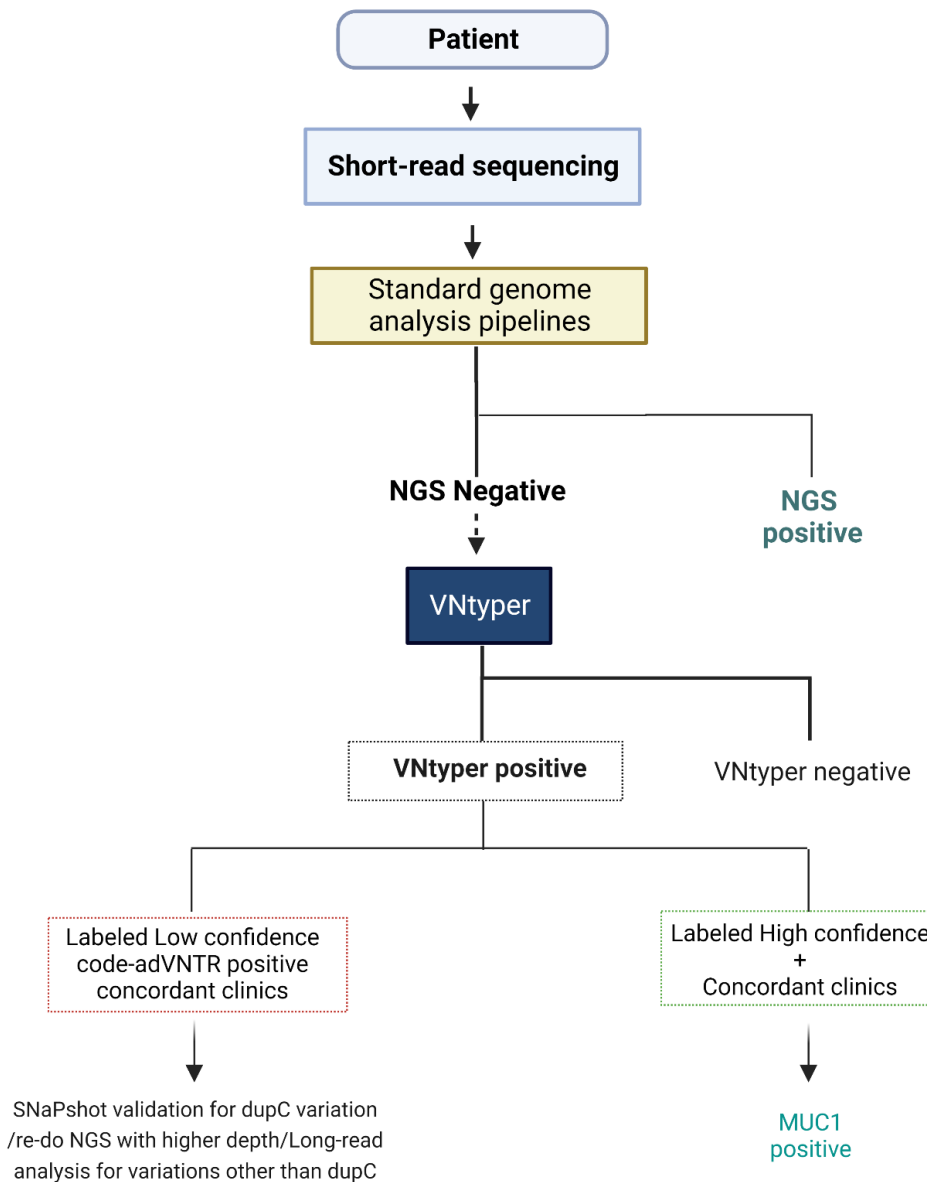 Patient
Short-read sequencing
Standard genome
analysis pipelines
NGS Negative
NGS
positive
VNtyper
VNtyper positive
VNtyper negative
Labeled Low confidence
code-adVNTR positive
concordant clinics
Labeled High confidence
+
Concordant clinics
SNaPshot validation for dupC variation
/re-do NGS with higher depth/Long-read
analysis for variations other than dupC
MUC1
positive